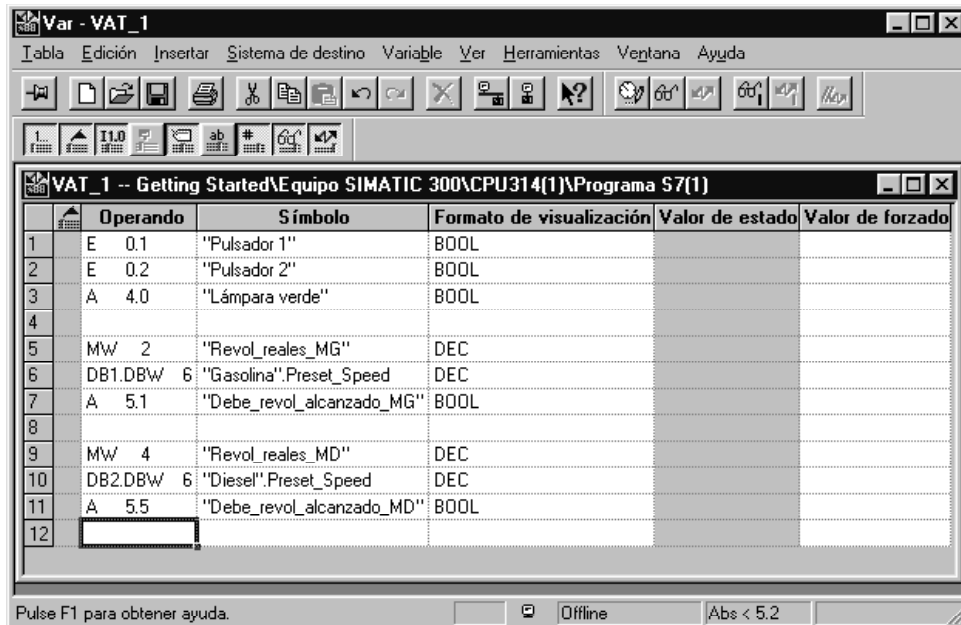 Var - VAT_1
Tabla Edición Insertar Sistema de destino Variable Ver Herramientas Ventana Ayuda
VAT_1 -- Getting Started\Equipo SIMATIC 300\CPU314(1)\Programa S7(1)
Operando Símbolo Formato de visualización Valor de estado Valor de forzado
1 E 0.1 "Pulsador 1" BOOL
2 E 0.2 "Pulsador 2" BOOL
3 A 4.0 "Lámpara verde" BOOL
4
5 MW 2 "Revol_reales_MG" DEC
6 DB1.DBW 6 "Gasolina".Preset_Speed DEC
7 A 5.1 "Debe_revol_alcanzado_MG" BOOL
8
9 MW 4 "Revol_reales_MD" DEC
10 DB2.DBW 6 "Diesel".Preset_Speed DEC
11 A 5.5 "Debe_revol_alcanzado_MD" BOOL
12
Pulse F1 para obtener ayuda. Offline Abs < 5.2